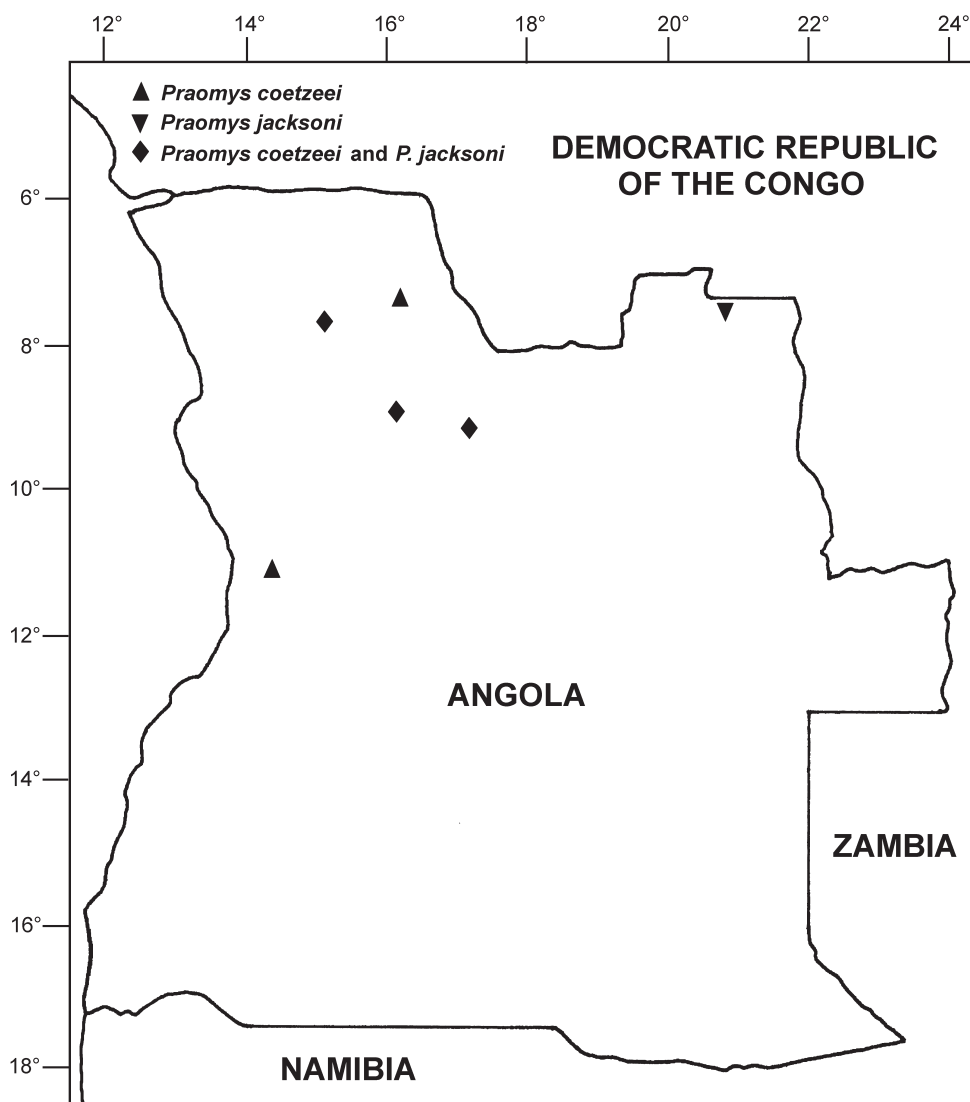 12° 14° 16° 18° 20° 22° 24°
Praomys coetzeei
Praomys jacksoni
Praomys coetzeei and P. jacksoni
DEMOCRATIC REPUBLIC
OF THE CONGO
6°
8°
10°
12°
ANGOLA
14°
ZAMBIA
16°
18°
NAMIBIA